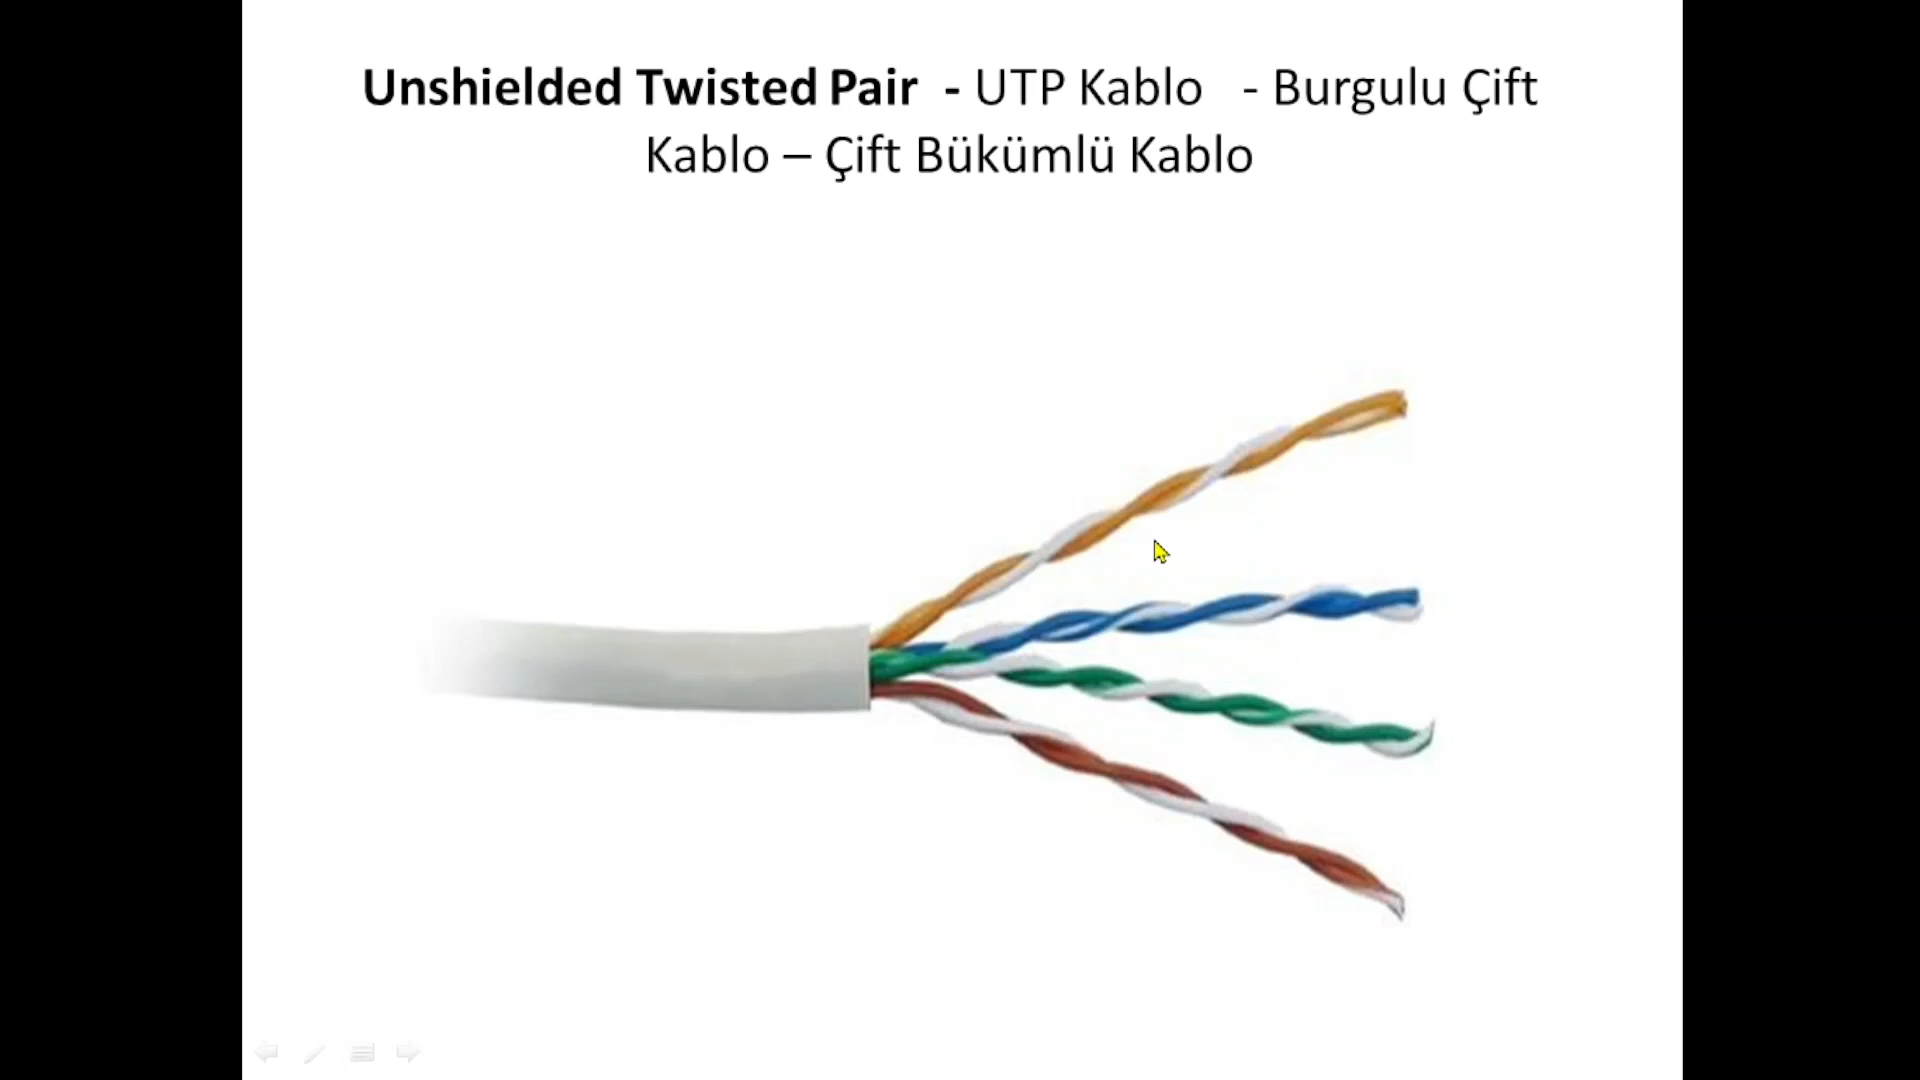 Unshielded Twisted Pair - UTP Kablo - Burgulu Çift
Kablo – Çift Bükümlü Kablo